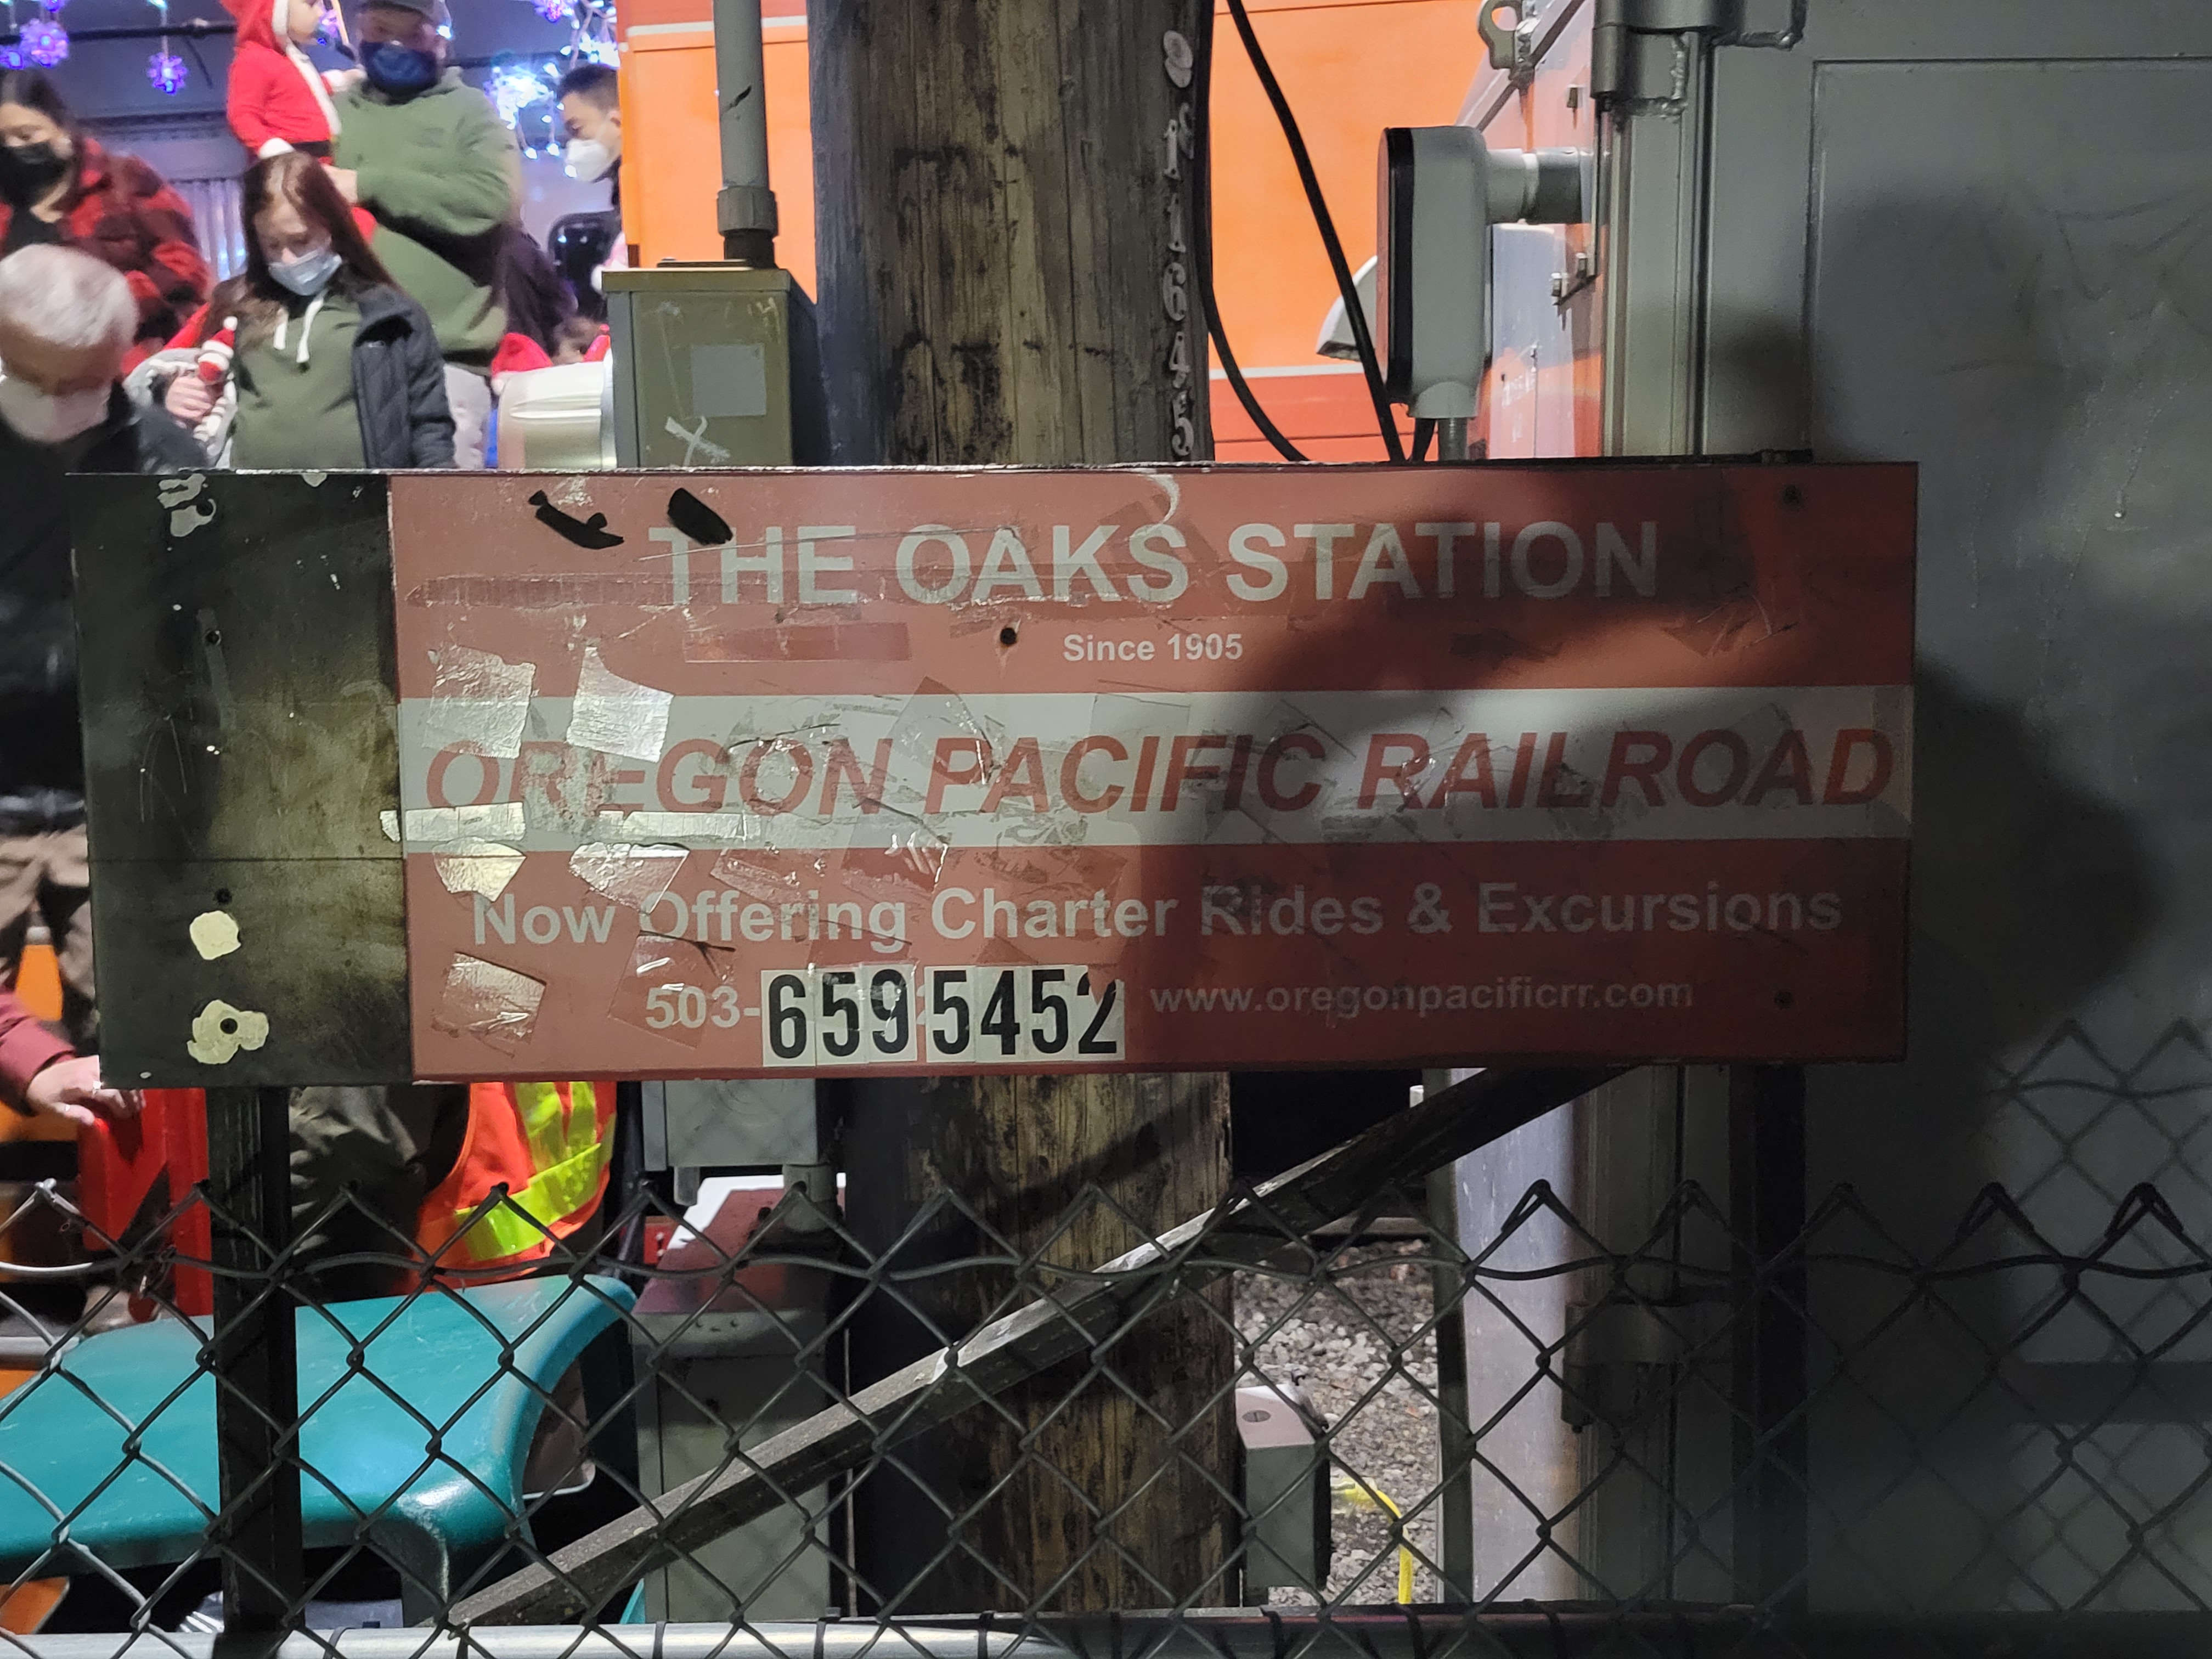 THE OAKS STATION
Since 1905
OREGON PACIFIC RAILROAD
Now Offering Charter Rides & Excursions
503-6595452 www.oregonpacificrr.com